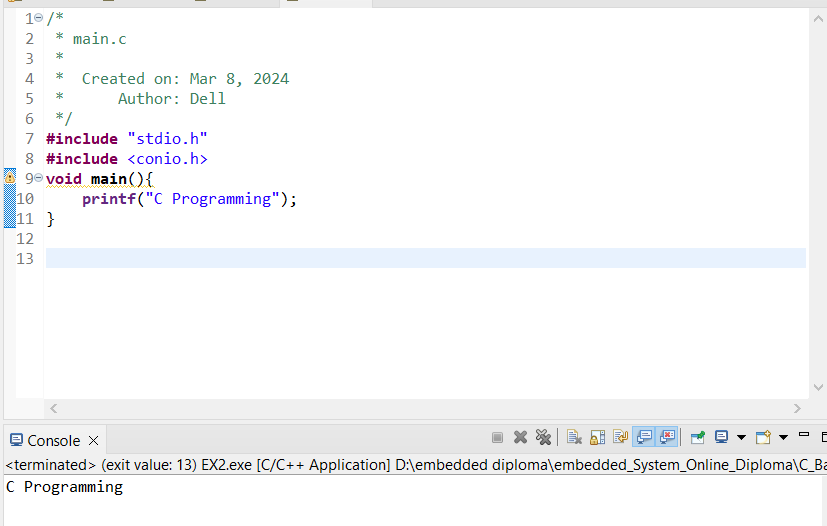 1 /*
2  * main.c
3  *
4  *  Created on: Mar 8, 2024
5  *      Author: Dell
6  */
7 #include "stdio.h"
8 #include <conio.h>
9 void main(){
10     printf("C Programming");
11 }
12
13
Console
<terminated> (exit value: 13) EX2.exe [C/C++ Application] D:\embedded diploma\embedded_System_Online_Diploma\C_Ba
C Programming